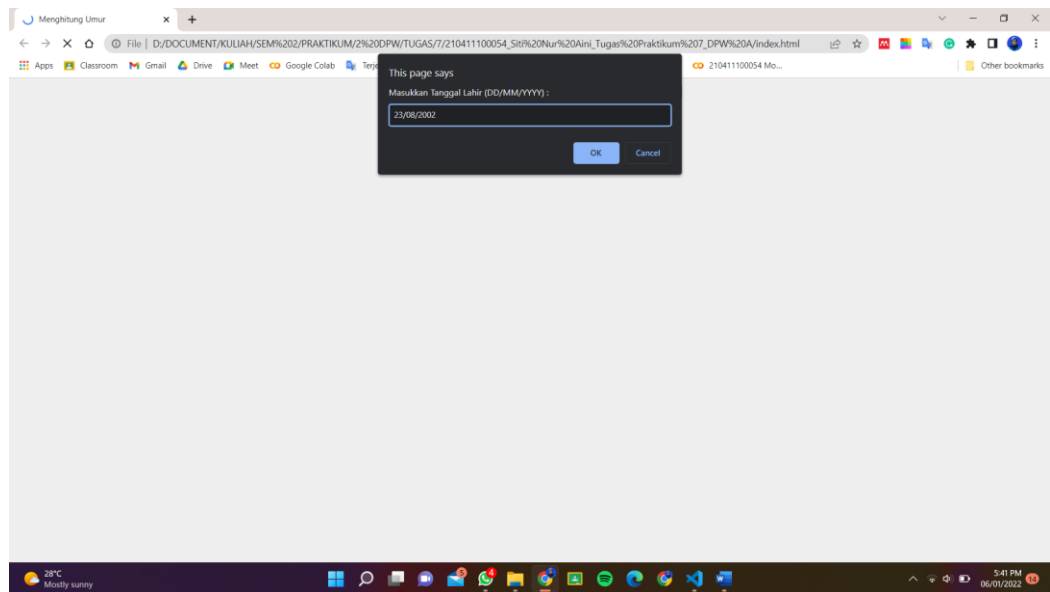 Menghitung Umur
File | D:/DOCUMENT/KULIAH/SEM%202/PRAKTIKUM/2%20DPW/TUGAS/7/210411100054_Siti%20Nur%20Aini_Tugas%20Praktikum%207_DPW%20A/index.html
Apps Classroom Gmail Drive Meet Google Colab Terje 210411100054 Mo... Other bookmarks
This page says
Masukkan Tanggal Lahir (DD/MM/YYYY) :
23/08/2002
OK Cancel
28°C
Mostly sunny
5:41 PM
06/01/2022
14